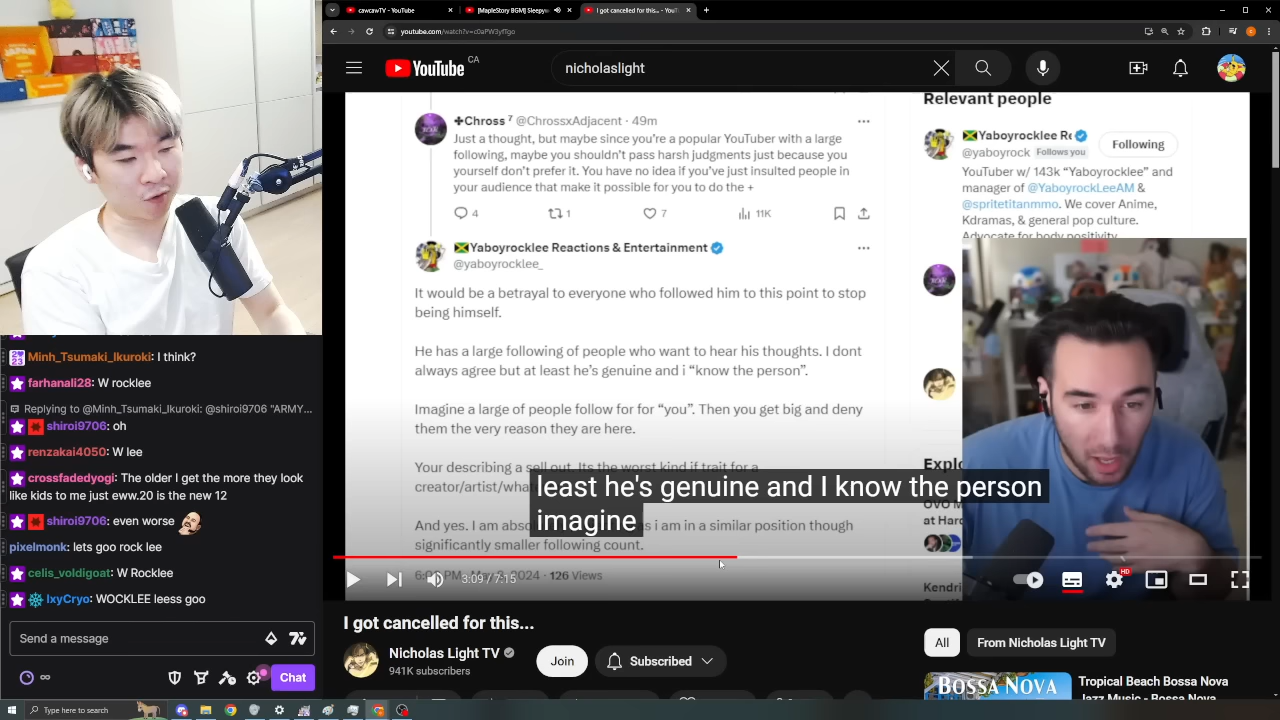 cawcawTV - YouTube
[MapleStory BGM] Sleepyw
I got cancelled for this... - YouT
youtube.com/watch?v=c0aPW3yfTgo
YouTube CA
nicholaslight
✚Chross ⁷ @ChrossxAdjacent · 49m
Just a thought, but maybe since you're a popular YouTuber with a large
following, maybe you shouldn't pass harsh judgments just because you
yourself don't prefer it. You have no idea if you've just insulted people in
your audience that make it possible for you to do the +
4
1
7
11K
Yaboyrocklee Reactions & Entertainment
@yaboyrocklee_
It would be a betrayal to everyone who followed him to this point to stop
being himself.
He has a large following of people who want to hear his thoughts. I dont
always agree but at least he's genuine and i “know the person”.
Imagine a large of people follow for for “you”. Then you get big and deny
them the very reason they are here.
Your describing a sell out. Its the worst kind if trait for a
creator/artist/what
And yes. I am abso
s i am in a similar position though
significantly smaller following count.
2024 · 126 Views
Relevant people
Yaboyrocklee Re
@yaboyrock Follows you
Following
YouTuber w/ 143k “Yaboyrocklee” and
manager of @YaboyrockLeeAM &
@spritetitanmmo. We cover Anime,
Kdramas, & general pop culture.
Advocate for body positivity
Explo
OVO M
at Hard
Kendri
least he's genuine and I know the person
imagine
3:09 / 7:15
HD
I got cancelled for this...
Nicholas Light TV
941K subscribers
Join
Subscribed
All
From Nicholas Light TV
BOSSA NOVA
Tropical Beach Bossa Nova
Jazz Music - Bossa Nova
Minh_Tsumaki_Ikuroki: I think?
farhanali28: W rocklee
Replying to @Minh_Tsumaki_Ikuroki: @shiroi9706 "ARMY...
shiroi9706: oh
renzakai4050: W lee
crossfadedyogi: The older I get the more they look
like kids to me just eww.20 is the new 12
shiroi9706: even worse
pixelmonk: lets goo rock lee
celis_voldigoat: W Rocklee
IxyCryo: WOCKLEE leess goo
Send a message
Chat
Type here to search